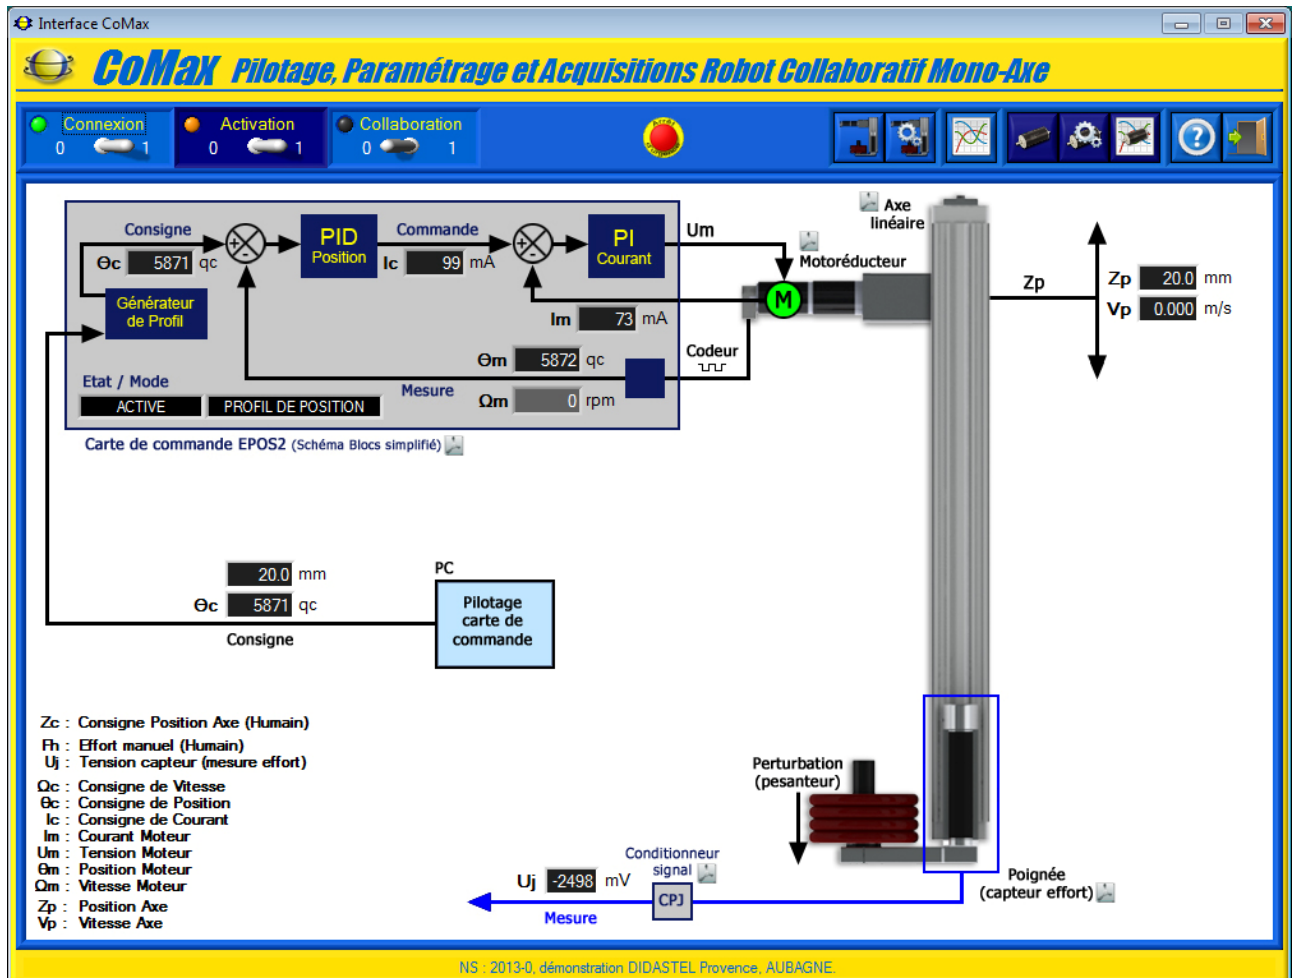 Interface CoMax
CoMax Pilotage, Paramétrage et Acquisitions Robot Collaboratif Mono-Axe
Connexion
0 1
Activation
0 1
Collaboration
0 1
Consigne
Θc 5871 qc
PID
Position
Commande
Ic 99 mA
PI
Courant
Um
Axe
linéaire
Motoréducteur
M
Générateur
de Profil
Im 73 mA
Zp
Zp 20.0 mm
Vp 0.000 m/s
Θm 5872 qc
Codeur
Etat / Mode
ACTIVE
PROFIL DE POSITION
Mesure
Ωm 0 rpm
Carte de commande EPOS2 (Schéma Blocs simplifié)
20.0 mm
Θc 5871 qc
Consigne
PC
Pilotage
carte de
commande
Zc : Consigne Position Axe (Humain)
Fh : Effort manuel (Humain)
Uj : Tension capteur (mesure effort)
Ωc : Consigne de Vitesse
Θc : Consigne de Position
Ic : Consigne de Courant
Im : Courant Moteur
Um : Tension Moteur
Θm : Position Moteur
Ωm : Vitesse Moteur
Zp : Position Axe
Vp : Vitesse Axe
Perturbation
(pesanteur)
Conditionneur
signal
Uj -2498 mV
CPJ
Mesure
Poignée
(capteur effort)
NS : 2013-0, démonstration DIDASTEL Provence, AUBAGNE.